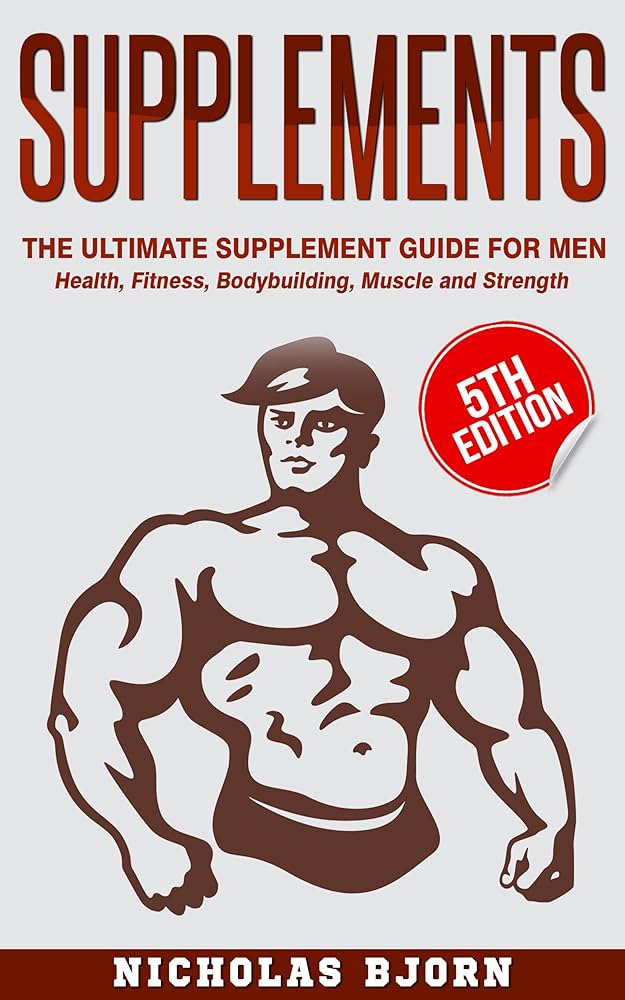 SUPPLEMENTS
THE ULTIMATE SUPPLEMENT GUIDE FOR MEN
Health, Fitness, Bodybuilding, Muscle and Strength
5TH
EDITION
NICHOLAS BJORN